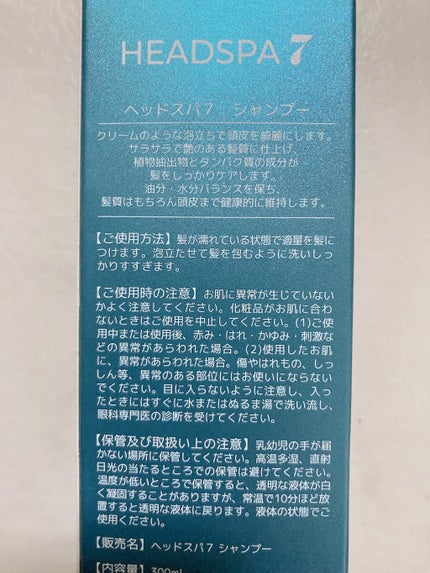 HEADSPA 7
ヘッドスパ7 シャンプー
クリームのような泡立ちで頭皮を綺麗にします。
サラサラで艶のある髪質に仕上げ、
植物抽出物とタンパク質の成分が
髪をしっかりケアします。
油分・水分バランスを保ち、
髪質はもちろん頭皮まで健康的に維持します。
【ご使用方法】髪が濡れている状態で適量を髪に
つけます。泡立たせて髪を包むように洗いしっ
かりすすぎます。
【ご使用時の注意】お肌に異常が生じていない
かよく注意してください。化粧品がお肌に合わ
ないときはご使用を中止してください。(1)ご使
用中または使用後、赤み・はれ・かゆみ・刺激な
どの異常があらわれた場合。(2)使用したお肌
に、異常があらわれた場合。傷やはれもの、しっ
しん等、異常のある部位にはお使いにならない
でください。目に入らないように注意し、入っ
たときにはすぐに水またはぬるま湯で洗い流し、
眼科専門医の診断を受けてください。
【保管及び取扱い上の注意】乳幼児の手が届
かない場所に保管してください。高温多湿、直射
日光の当たるところでの保管は避けてください。
温度が低いところで保管すると、透明な液体が白
く凝固することがありますが、常温で10分ほど放
置すると透明な液体に戻ります。液体の状態でご
使用ください。
【販売名】ヘッドスパ7 シャンプー
【内容量】300ml